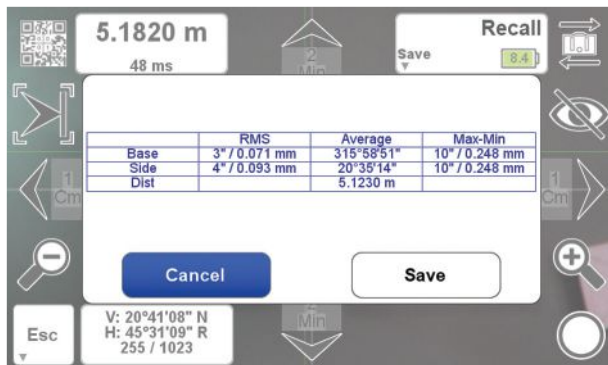 5.1820 m
48 ms
2
Min
Save
Recall
8.4
RMS Average Max-Min
Base 3" / 0.071 mm 315°58'51" 10" / 0.248 mm
Side 4" / 0.093 mm 20°35'14" 10" / 0.248 mm
Dist 5.1230 m
1
Cm
1
Cm
Cancel
Save
Esc
V: 20°41'08" N
H: 45°31'09" R
255 / 1023
Min